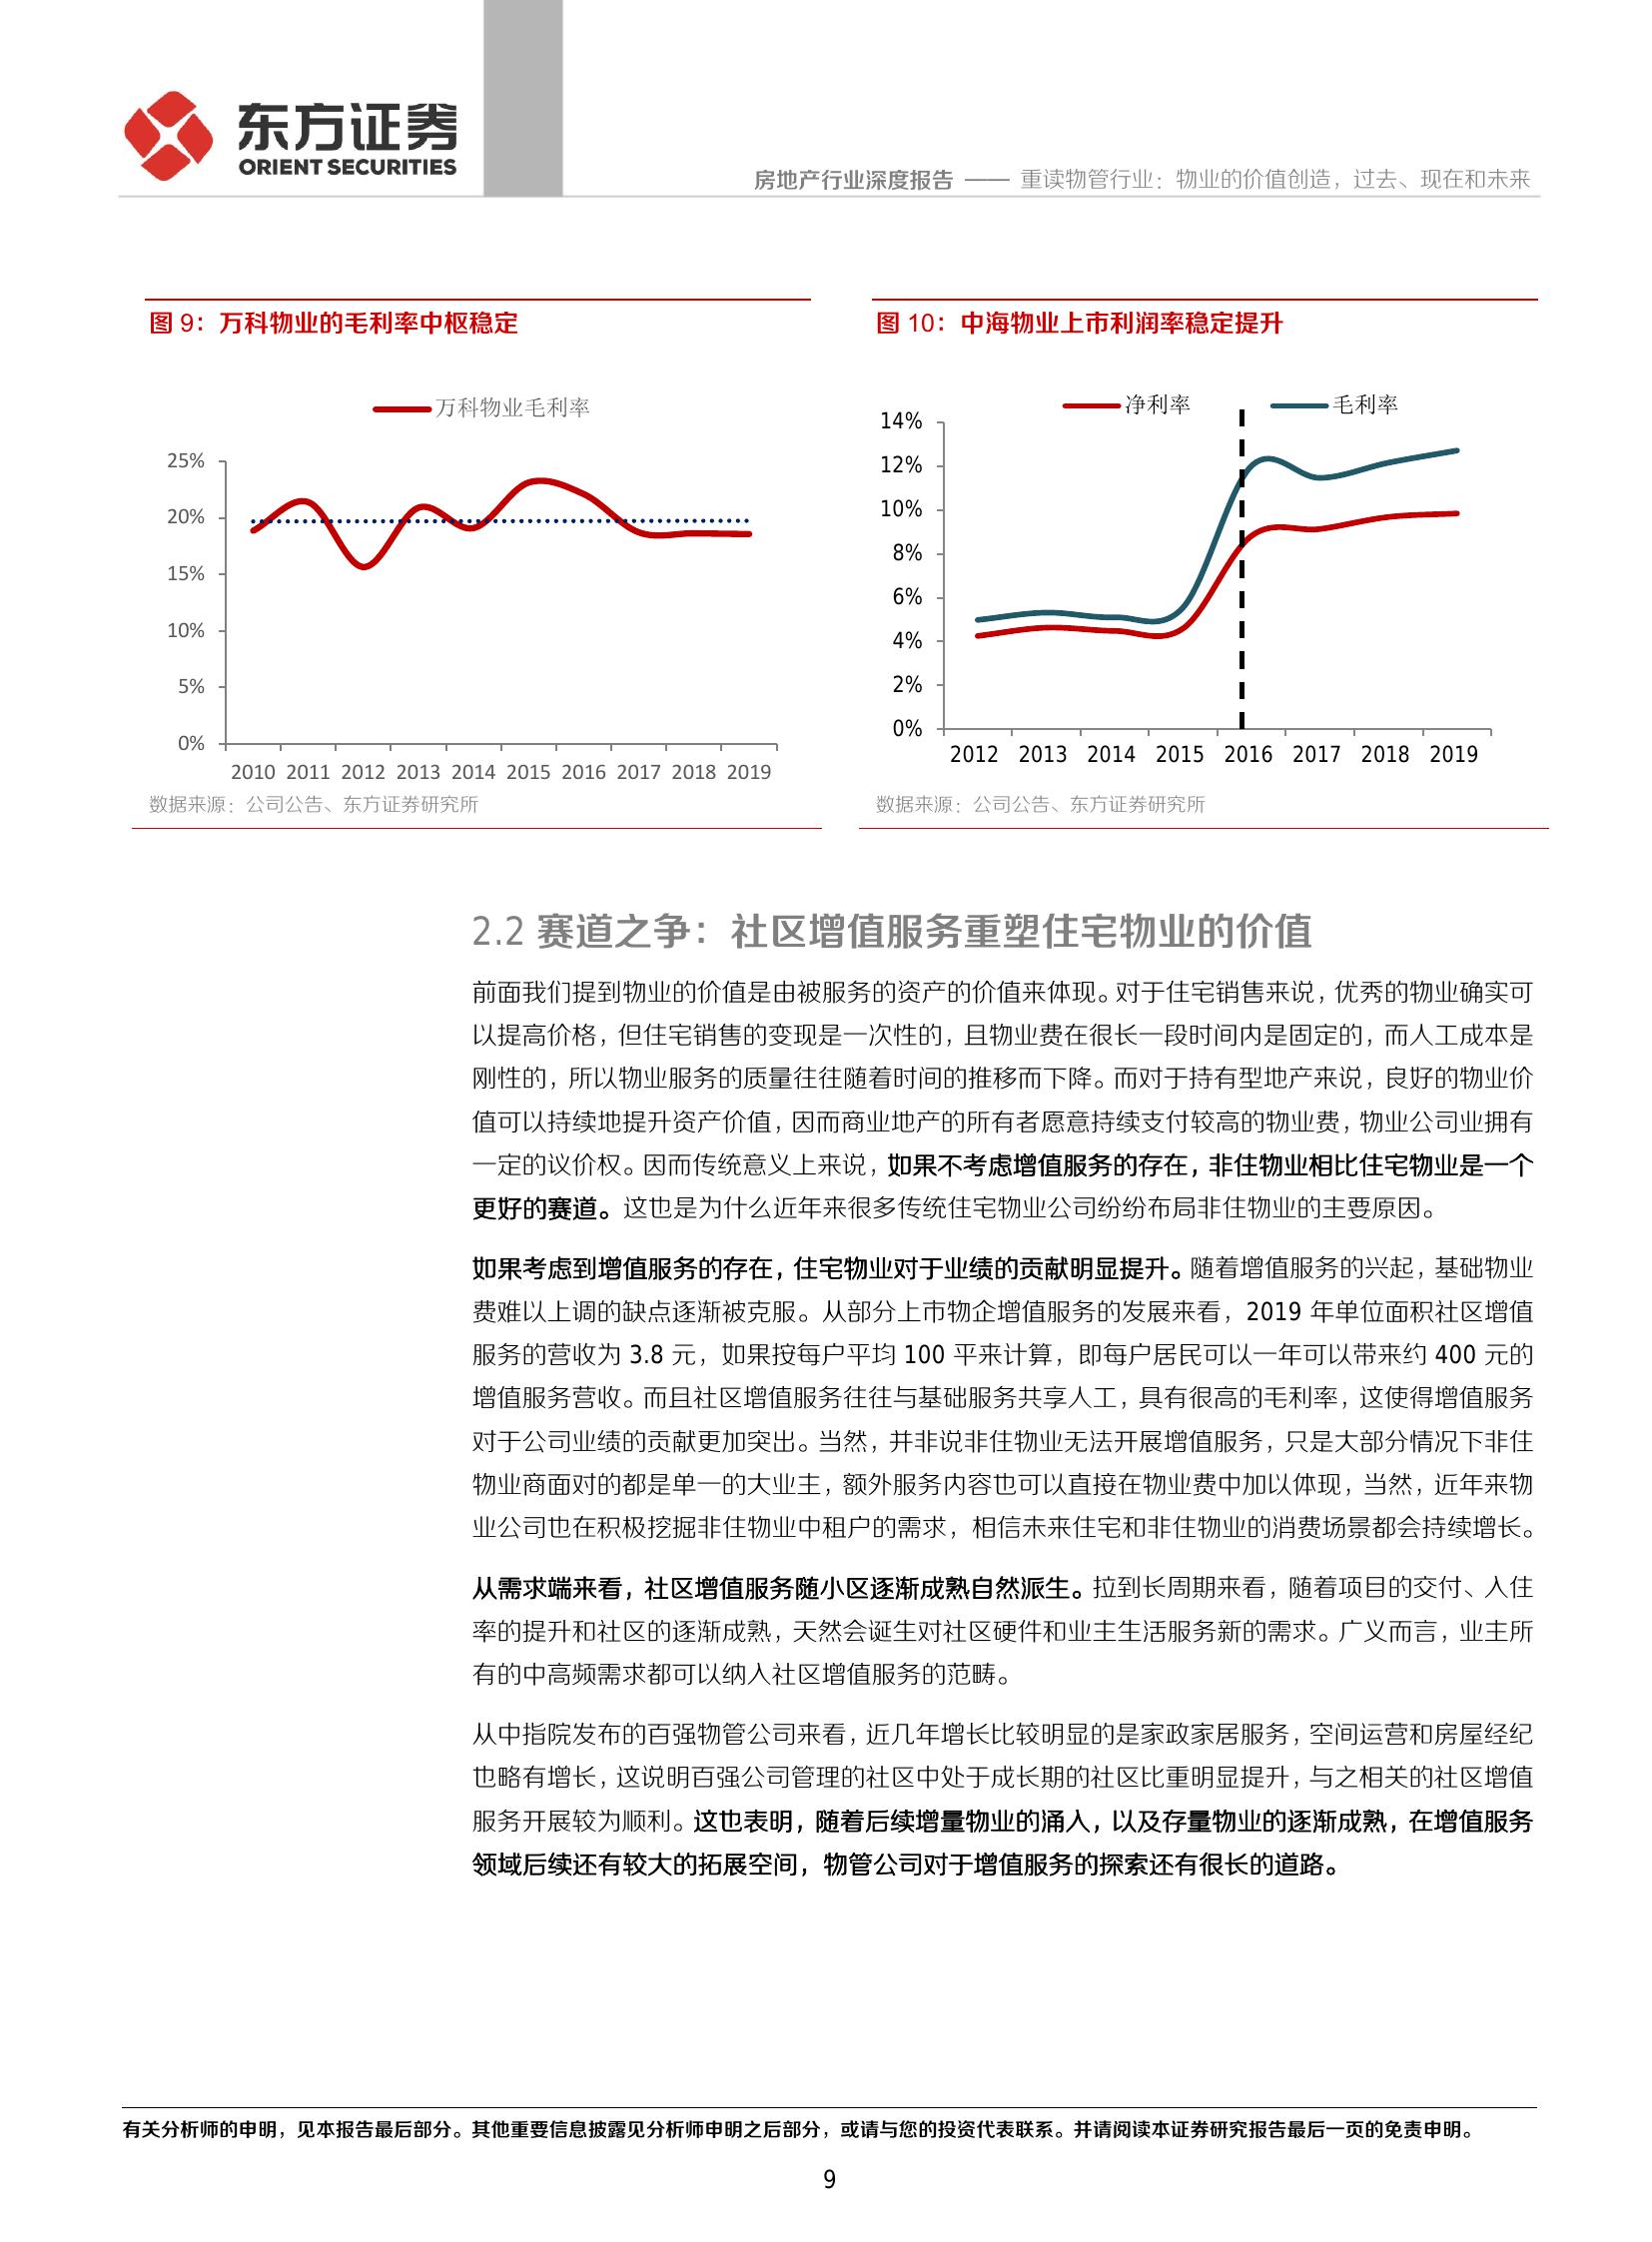 东方证券
ORIENT SECURITIES
房地产行业深度报告 —— 重读物管行业：物业的价值创造，过去、现在和未来
图 9：万科物业的毛利率中枢稳定
万科物业毛利率
25%
20%
15%
10%
5%
0%
2010 2011 2012 2013 2014 2015 2016 2017 2018 2019
数据来源：公司公告、东方证券研究所
图 10：中海物业上市利润率稳定提升
净利率 毛利率
14%
12%
10%
8%
6%
4%
2%
0%
2012 2013 2014 2015 2016 2017 2018 2019
数据来源：公司公告、东方证券研究所
2.2 赛道之争：社区增值服务重塑住宅物业的价值
前面我们提到物业的价值是由被服务的资产的价值来体现。对于住宅销售来说，优秀的物业确实可
以提高价格，但住宅销售的变现是一次性的，且物业费在很长一段时间内是固定的，而人工成本是
刚性的，所以物业服务的质量往往随着时间的推移而下降。而对于持有型地产来说，良好的物业价
值可以持续地提升资产价值，因而商业地产的所有者愿意持续支付较高的物业费，物业公司业拥有
一定的议价权。因而传统意义上来说，如果不考虑增值服务的存在，非住物业相比住宅物业是一个
更好的赛道。这也是为什么近年来很多传统住宅物业公司纷纷布局非住物业的主要原因。
如果考虑到增值服务的存在，住宅物业对于业绩的贡献明显提升。随着增值服务的兴起，基础物业
费难以上调的缺点逐渐被克服。从部分上市物企增值服务的发展来看，2019 年单位面积社区增值
服务的营收为 3.8 元，如果按每户平均 100 平来计算，即每户居民可以一年可以带来约 400 元的
增值服务营收。而且社区增值服务往往与基础服务共享人工，具有很高的毛利率，这使得增值服务
对于公司业绩的贡献更加突出。当然，并非说非住物业无法开展增值服务，只是大部分情况下非住
物业商面对的都是单一的大业主，额外服务内容也可以直接在物业费中加以体现，当然，近年来物
业公司也在积极挖掘非住物业中租户的需求，相信未来住宅和非住物业的消费场景都会持续增长。
从需求端来看，社区增值服务随小区逐渐成熟自然派生。拉到长周期来看，随着项目的交付、入住
率的提升和社区的逐渐成熟，天然会诞生对社区硬件和业主生活服务新的需求。广义而言，业主所
有的中高频需求都可以纳入社区增值服务的范畴。
从中指院发布的百强物管公司来看，近几年增长比较明显的是家政家居服务，空间运营和房屋经纪
也略有增长，这说明百强公司管理的社区中处于成长期的社区比重明显提升，与之相关的社区增值
服务开展较为顺利。这也表明，随着后续增量物业的涌入，以及存量物业的逐渐成熟，在增值服务
领域后续还有较大的拓展空间，物管公司对于增值服务的探索还有很长的道路。
有关分析师的申明，见本报告最后部分。其他重要信息披露见分析师申明之后部分，或请与您的投资代表联系。并请阅读本证券研究报告最后一页的免责申明。
9